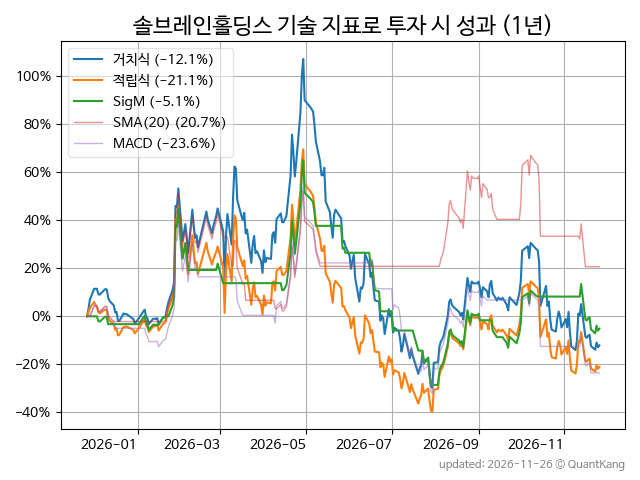 솔브레인홀딩스 기술 지표로 투자 시 성과 (1년)
거치식 (−12.1%)
적립식 (−21.1%)
SigM (−5.1%)
SMA(20) (20.7%)
MACD (−23.6%)
100%
80%
60%
40%
20%
0%
−20%
−40%
2026-01 2026-03 2026-05 2026-07 2026-09 2026-11
updated: 2026-11-26 © QuantKang